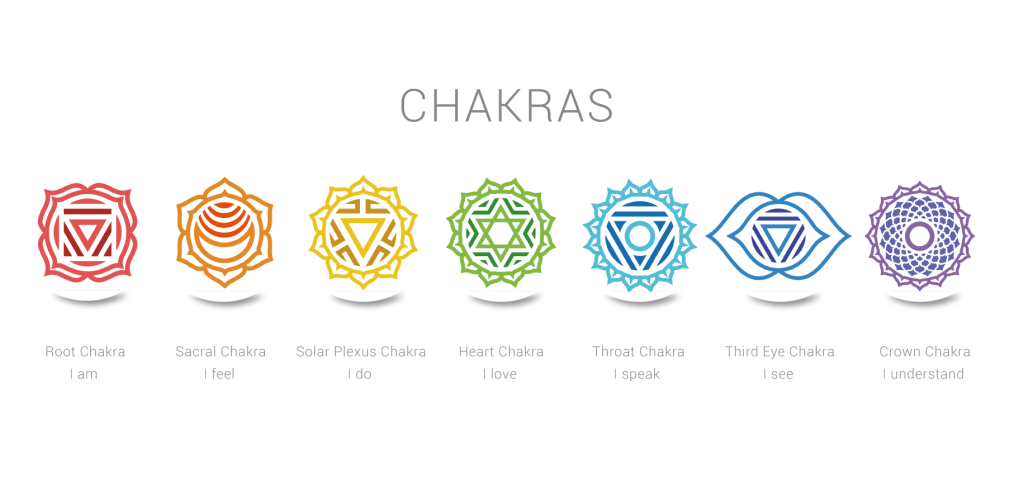 CHAKRAS
Root Chakra
I am
Sacral Chakra
I feel
Solar Plexus Chakra
I do
Heart Chakra
I love
Throat Chakra
I speak
Third Eye Chakra
I see
Crown Chakra
I understand